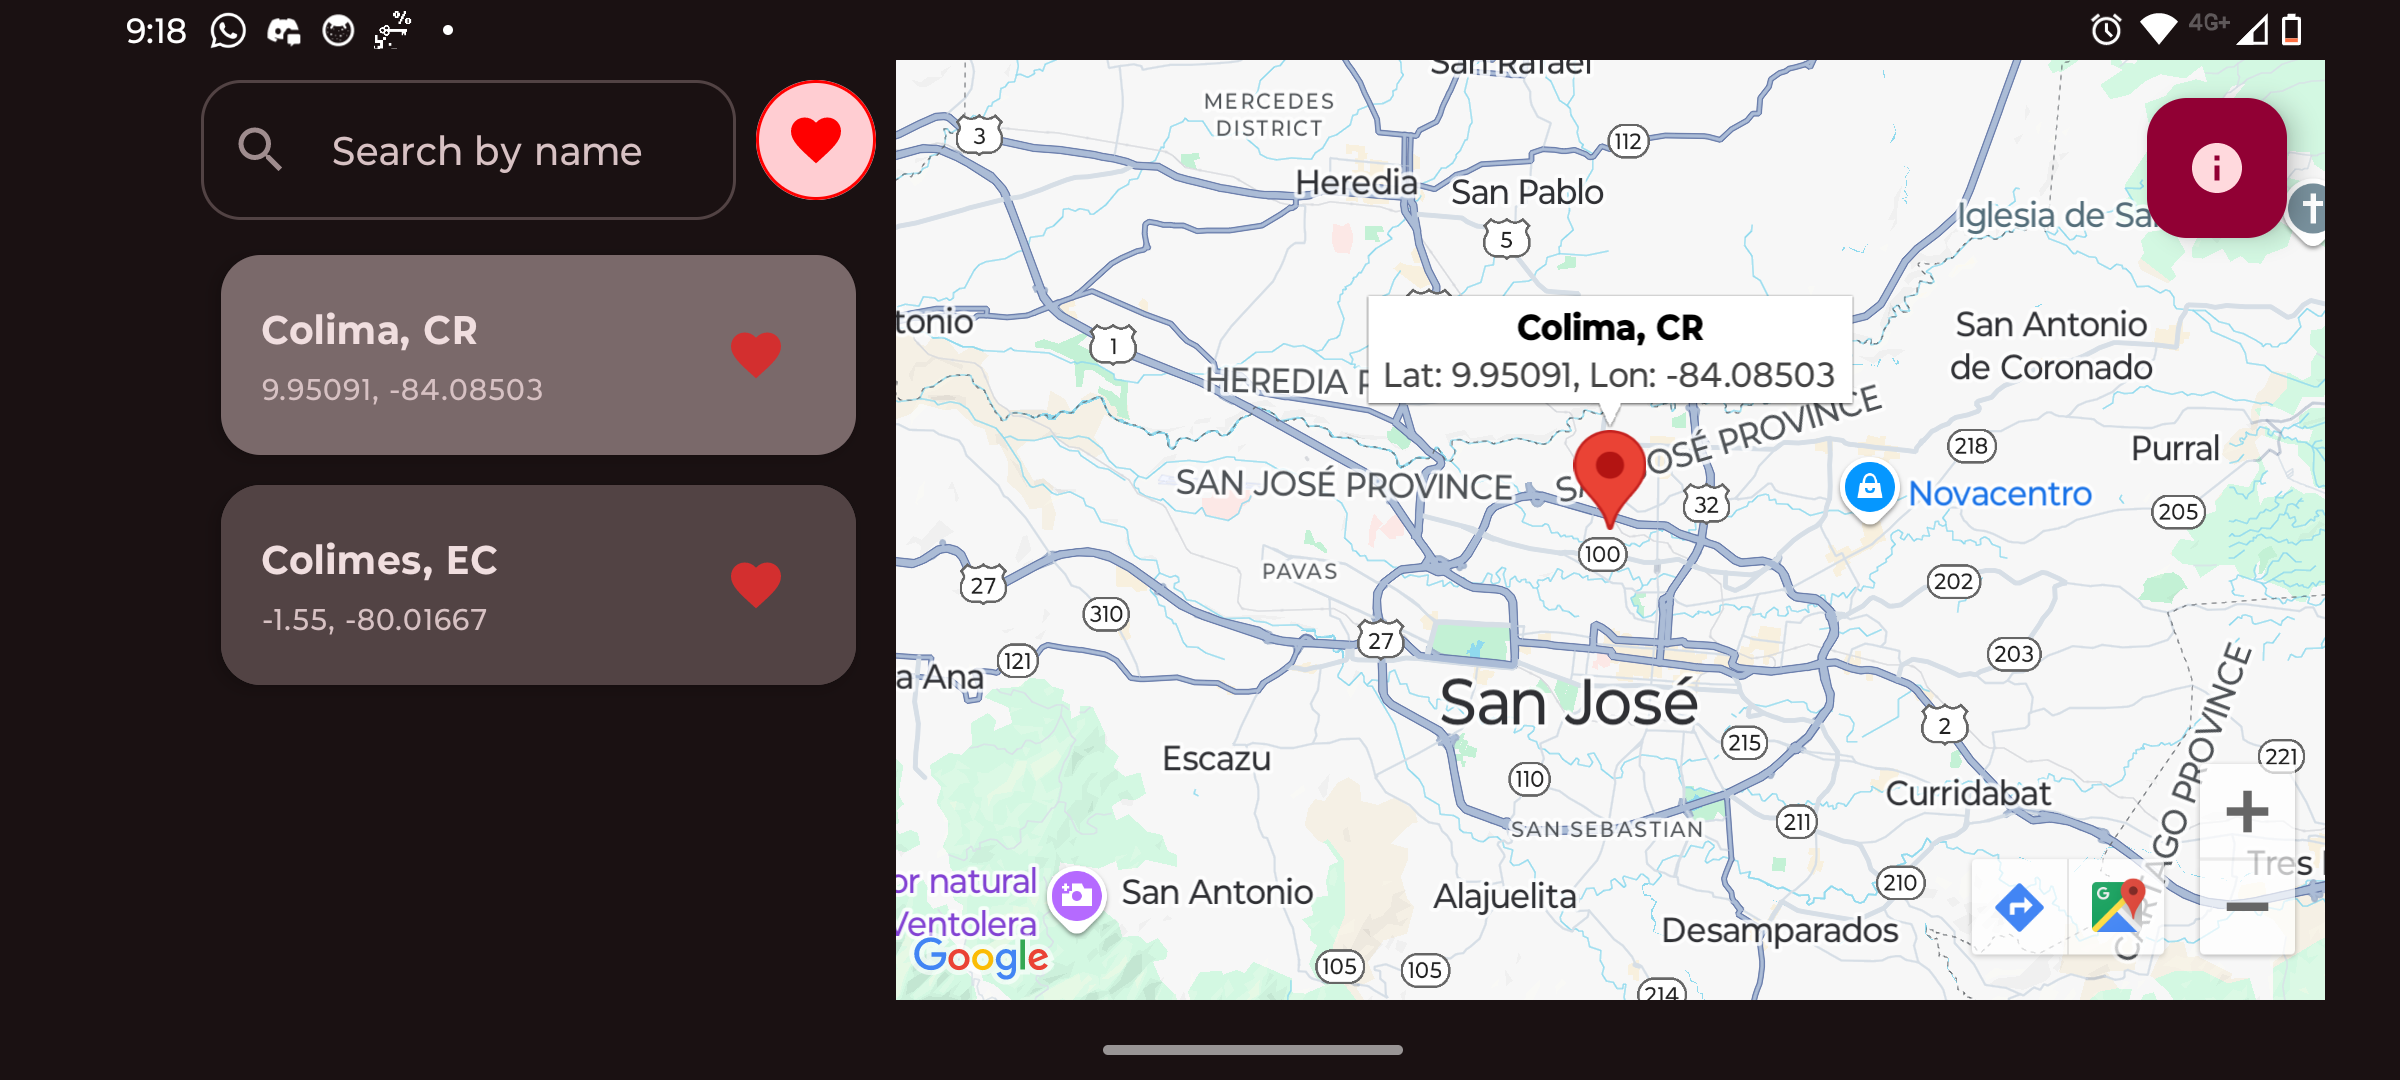 9:18
4G+
Search by name
Colima, CR
9.95091, -84.08503
Colimes, EC
-1.55, -80.01667
San Rafael
MERCEDES
DISTRICT
3
112
Heredia
San Pablo
5
Iglesia de Sa
tonio
1
Colima, CR
Lat: 9.95091, Lon: -84.08503
San Antonio
de Coronado
HEREDIA P
OSÉ PROVINCE
218
Purral
SAN JOSÉ PROVINCE
32
Novacentro
205
100
PAVAS
27
202
310
27
203
121
a Ana
San José
2
215
221
Escazu
110
Curridabat
SAN SEBASTIAN
211
AGO PROVINCE
Tres
or natural
Ventolera
San Antonio
Alajuelita
210
Desamparados
G
Google
105
105
214